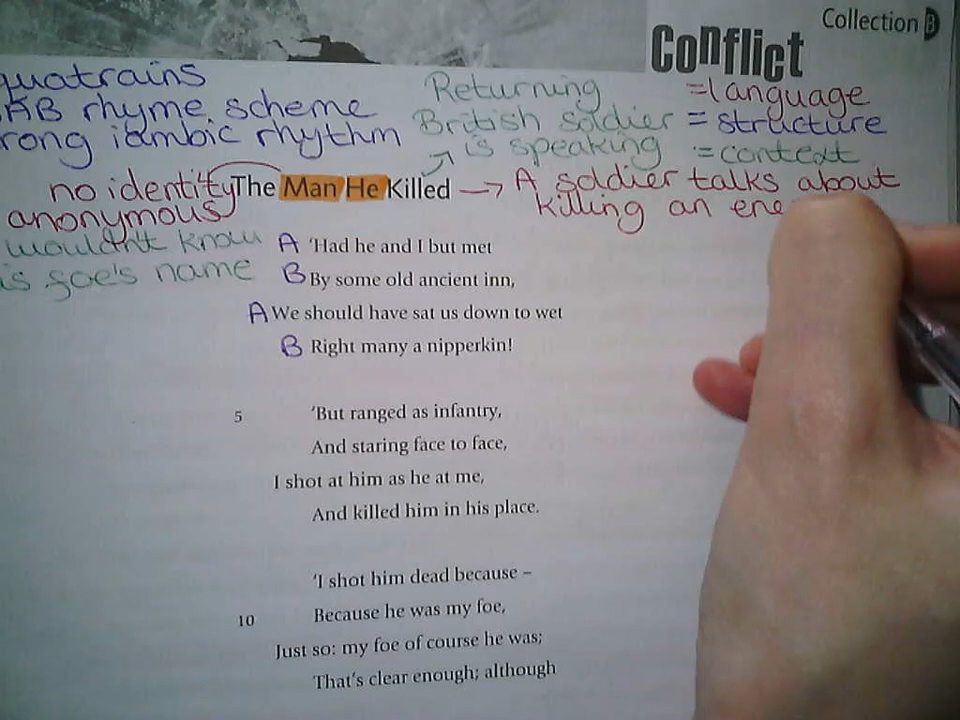 Collection B
Conflict
quatrains
rhyme scheme
iambic rhythm
Returning
British soldier
is speaking
=language
= structure
=context
no identity
anonymous
wouldn't know
foe's name
The Man He Killed
→ A soldier talks about
killing an
A 'Had he and I but met
B By some old ancient inn,
A We should have sat us down to wet
B Right many a nipperkin!
5 'But ranged as infantry,
And staring face to face,
I shot at him as he at me,
And killed him in his place.
'I shot him dead because –
10 Because he was my foe,
Just so: my foe of course he was;
That's clear enough; although